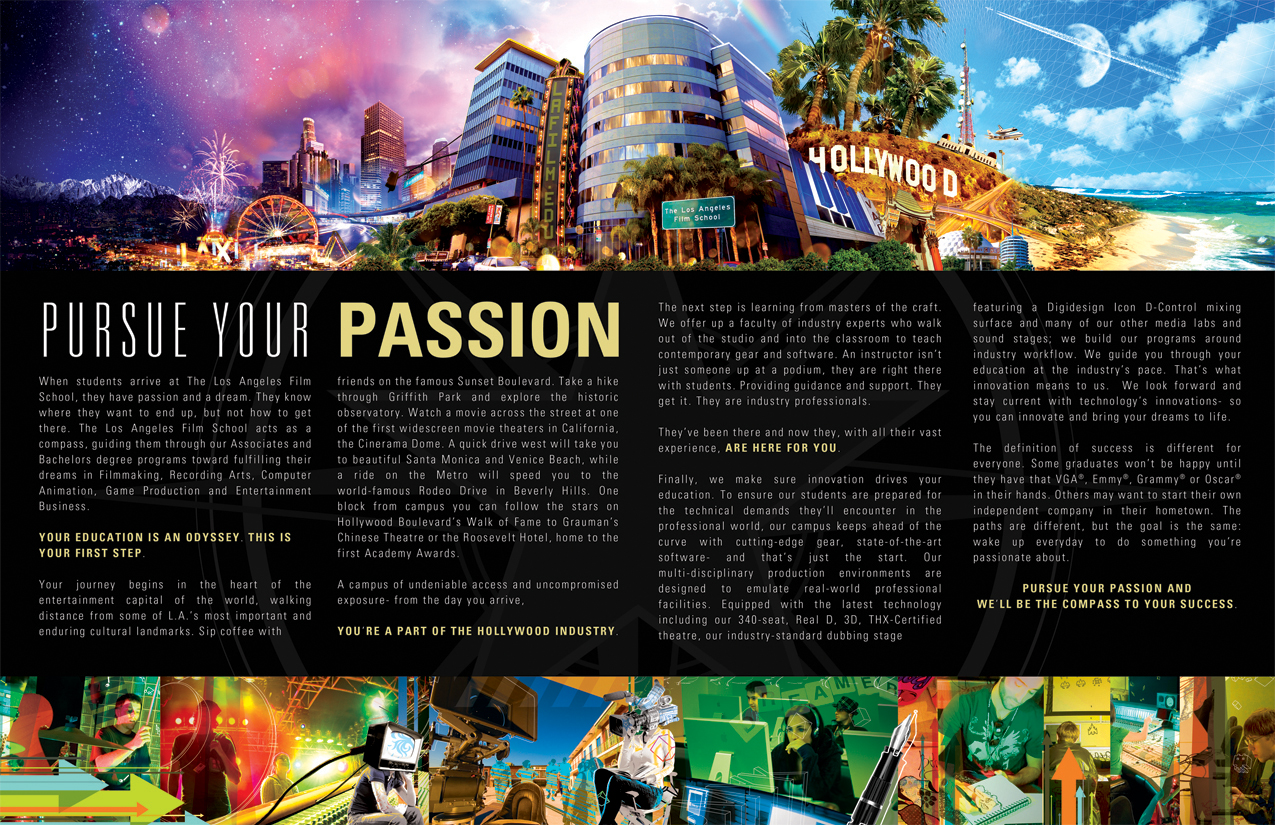 LAFILM.EDU
The Los Angeles
Film School
HOLLYWOOD
LAX
LA
PURSUE YOUR PASSION
When students arrive at The Los Angeles Film
School, they have passion and a dream. They know
where they want to end up, but not how to get
there. The Los Angeles Film School acts as a
compass, guiding them through our Associates and
Bachelors degree programs toward fulfilling their
dreams in Filmmaking, Recording Arts, Computer
Animation, Game Production and Entertainment
Business.
YOUR EDUCATION IS AN ODYSSEY. THIS IS
YOUR FIRST STEP.
Your journey begins in the heart of the
entertainment capital of the world, walking
distance from some of L.A.'s most important and
enduring cultural landmarks. Sip coffee with
friends on the famous Sunset Boulevard. Take a hike
through Griffith Park and explore the historic
observatory. Watch a movie across the street at one
of the first widescreen movie theaters in California,
the Cinerama Dome. A quick drive west will take you
to beautiful Santa Monica and Venice Beach, while
a ride on the Metro will speed you to the
world-famous Rodeo Drive in Beverly Hills. One
block from campus you can follow the stars on
Hollywood Boulevard's Walk of Fame to Grauman's
Chinese Theatre or the Roosevelt Hotel, home to the
first Academy Awards.
A campus of undeniable access and uncompromised
exposure- from the day you arrive,
YOU'RE A PART OF THE HOLLYWOOD INDUSTRY.
The next step is learning from masters of the craft.
We offer up a faculty of industry experts who walk
out of the studio and into the classroom to teach
contemporary gear and software. An instructor isn't
just someone up at a podium, they are right there
with students. Providing guidance and support. They
get it. They are industry professionals.
They've been there and now they, with all their vast
experience, ARE HERE FOR YOU.
Finally, we make sure innovation drives your
education. To ensure our students are prepared for
the technical demands they'll encounter in the
professional world, our campus keeps ahead of the
curve with cutting-edge gear, state-of-the-art
software- and that's just the start. Our
multi-disciplinary production environments are
designed to emulate real-world professional
facilities. Equipped with the latest technology
including our 340-seat, Real D, 3D, THX-Certified
theatre, our industry-standard dubbing stage
featuring a Digidesign Icon D-Control mixing
surface and many of our other media labs and
sound stages; we build our programs around
industry workflow. We guide you through your
education at the industry's pace. That's what
innovation means to us. We look forward and
stay current with technology's innovations- so
you can innovate and bring your dreams to life.
The definition of success is different for
everyone. Some graduates won't be happy until
they have that VGA®, Emmy®, Grammy® or Oscar®
in their hands. Others may want to start their own
independent company in their hometown. The
paths are different, but the goal is the same:
wake up everyday to do something you're
passionate about.
PURSUE YOUR PASSION AND
WE'LL BE THE COMPASS TO YOUR SUCCESS.
GAMER